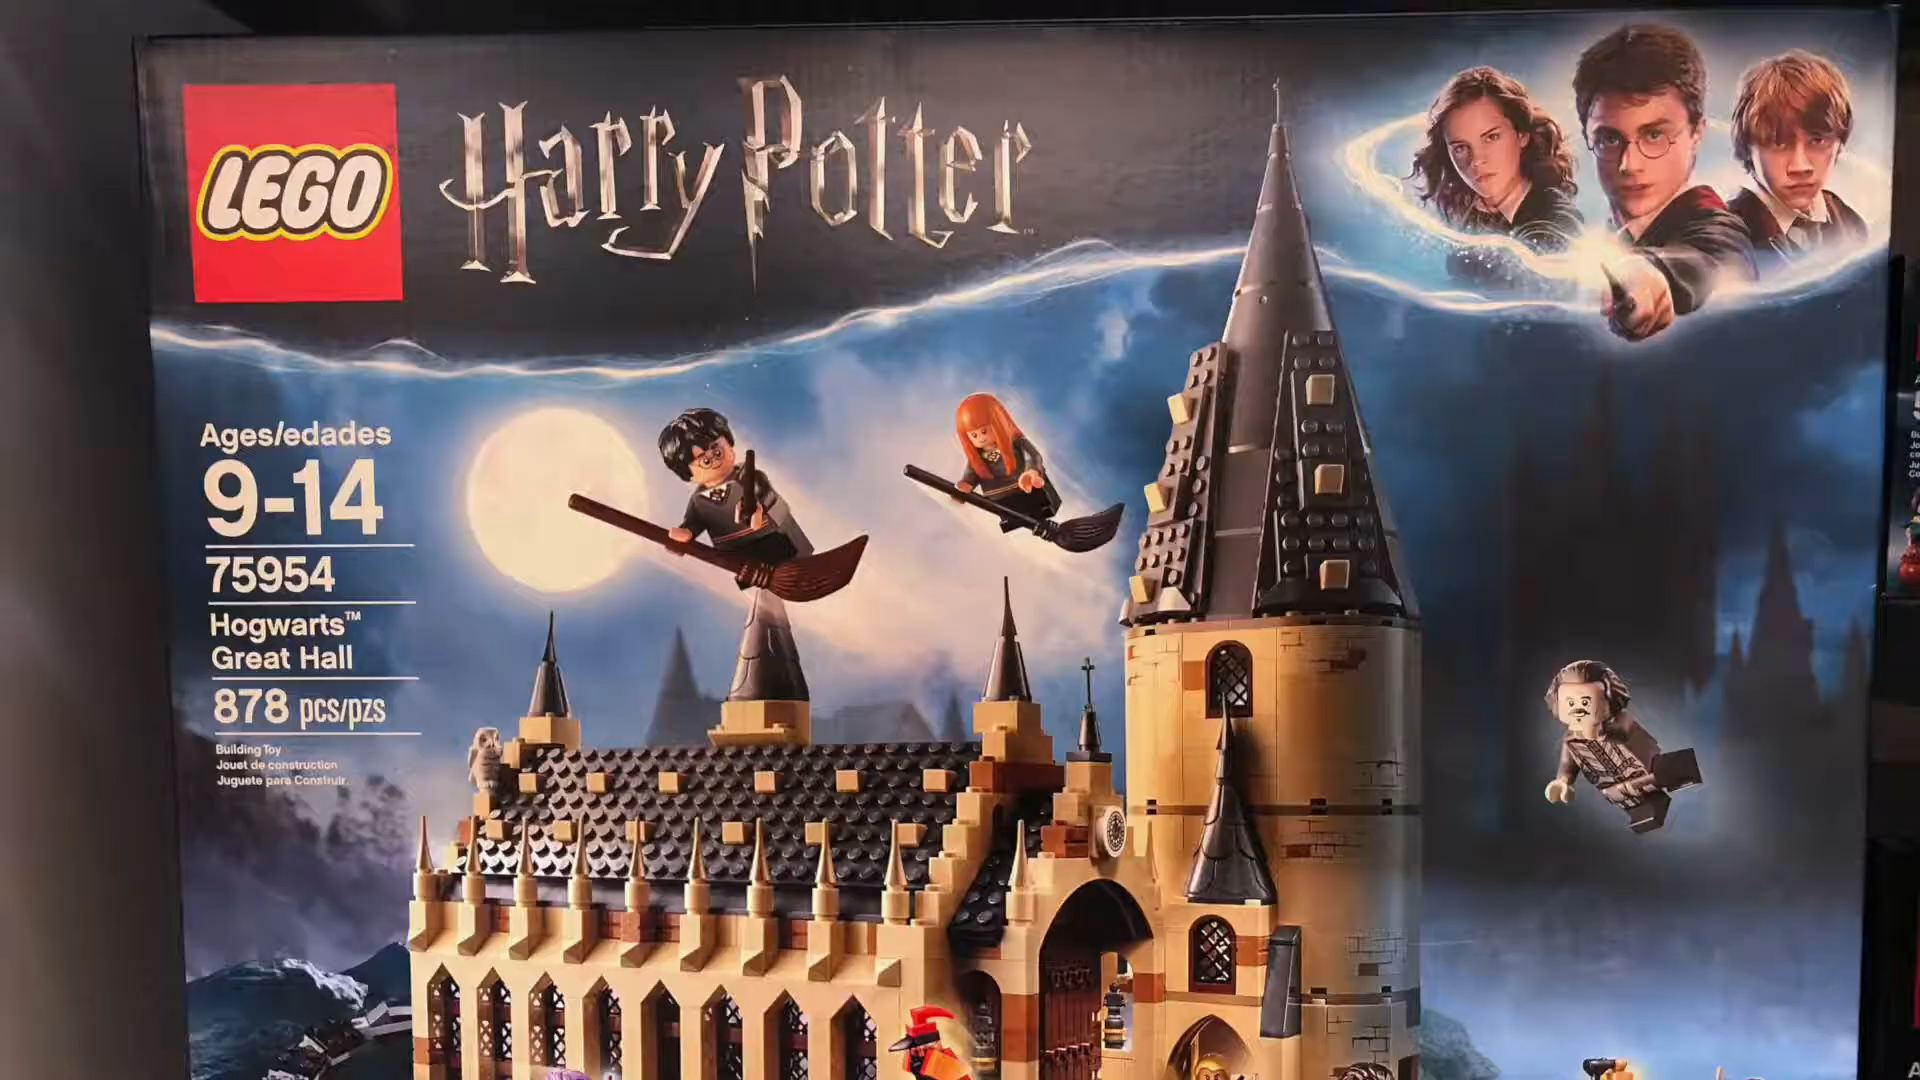 LEGO
Harry Potter
Ages/edades
9-14
75954
Hogwarts™
Great Hall
878 pcs/pzs
Building Toy
Jouet de construction
Juguete para Construir.